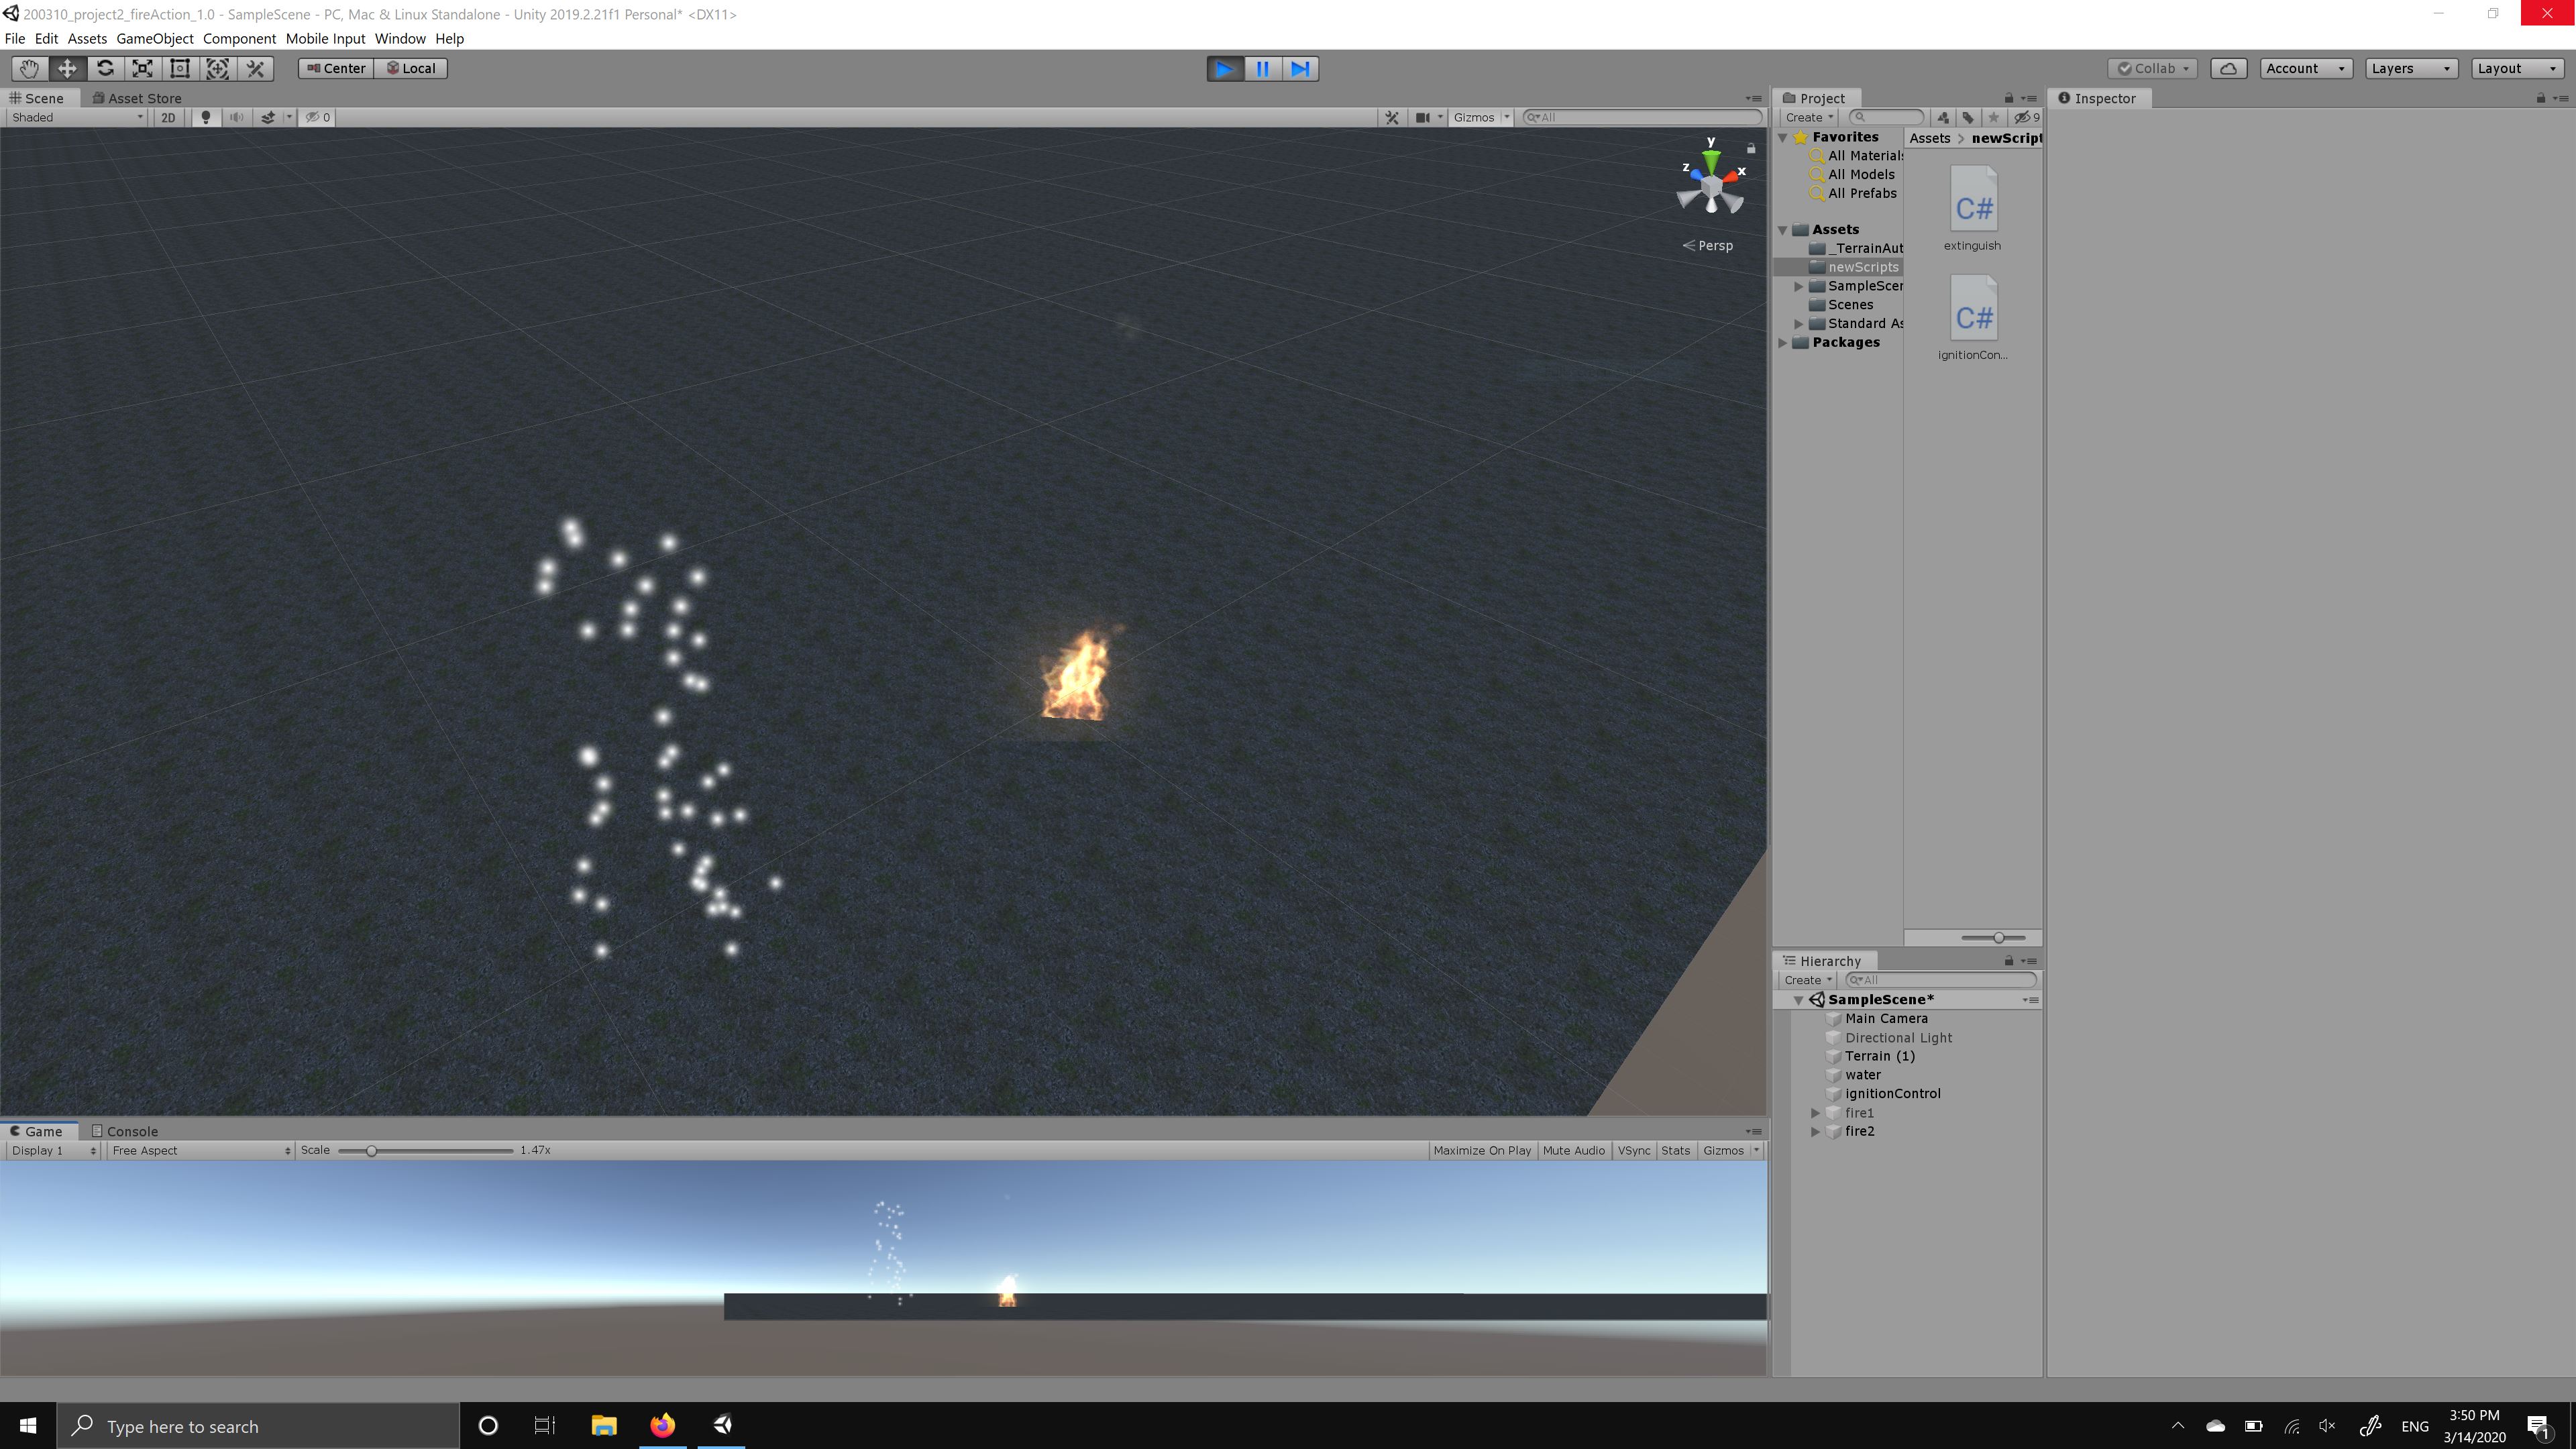 200310_project2_fireAction_1.0 - SampleScene - PC, Mac & Linux Standalone - Unity 2019.2.21f1 Personal* <DX11>
File Edit Assets GameObject Component Mobile Input Window Help
Center Local
Collab Account Layers Layout
Scene Asset Store
Shaded 2D 0 Gizmos All
y
z x
Persp
Project
Create 9
Favorites
All Materials
All Models
All Prefabs
Assets
_TerrainAut
newScripts
SampleScen
Scenes
Standard As
Packages
Assets > newScript
C#
extinguish
C#
ignitionCon...
Inspector
Hierarchy
Create All
SampleScene*
Main Camera
Directional Light
Terrain (1)
water
ignitionControl
fire1
fire2
Game Console
Display 1 Free Aspect Scale 1.47x Maximize On Play Mute Audio VSync Stats Gizmos
Type here to search
ENG
3:50 PM
3/14/2020
1